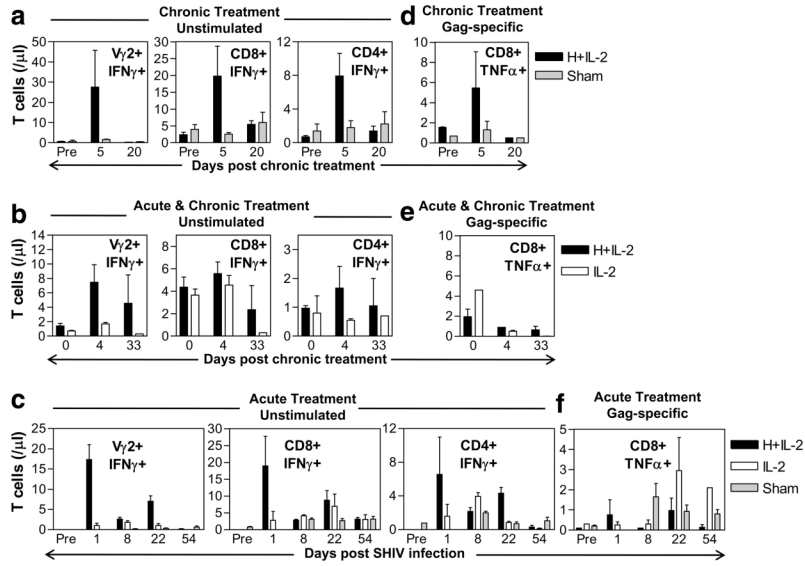 a
Chronic Treatment
Unstimulated
T cells (/µl)
50
40
30
20
10
0
Vγ2+
IFNγ+
Pre
5
20
30
25
20
15
10
5
0
CD8+
IFNγ+
Pre
5
20
12
8
4
0
CD4+
IFNγ+
Pre
5
20
Days post chronic treatment
d
Chronic Treatment
Gag-specific
10
8
6
4
2
0
CD8+
TNFα+
Pre
5
20
H+IL-2
Sham
b
Acute & Chronic Treatment
Unstimulated
T cells (/µl)
14
12
10
8
6
4
2
0
Vγ2+
IFNγ+
0
4
33
8
6
4
2
0
CD8+
IFNγ+
0
4
33
3
2
1
0
CD4+
IFNγ+
0
4
33
Days post chronic treatment
e
Acute & Chronic Treatment
Gag-specific
10
8
6
4
2
0
CD8+
TNFα+
0
4
33
H+IL-2
IL-2
c
Acute Treatment
Unstimulated
T cells (/µl)
25
20
15
10
5
0
Vγ2+
IFNγ+
Pre
1
8
22
54
30
25
20
15
10
5
0
CD8+
IFNγ+
Pre
1
8
22
54
12
8
4
0
CD4+
IFNγ+
Pre
1
8
22
54
f
Acute Treatment
Gag-specific
5
4
3
2
1
0
CD8+
TNFα+
Pre
1
8
22
54
H+IL-2
IL-2
Sham
Days post SHIV infection